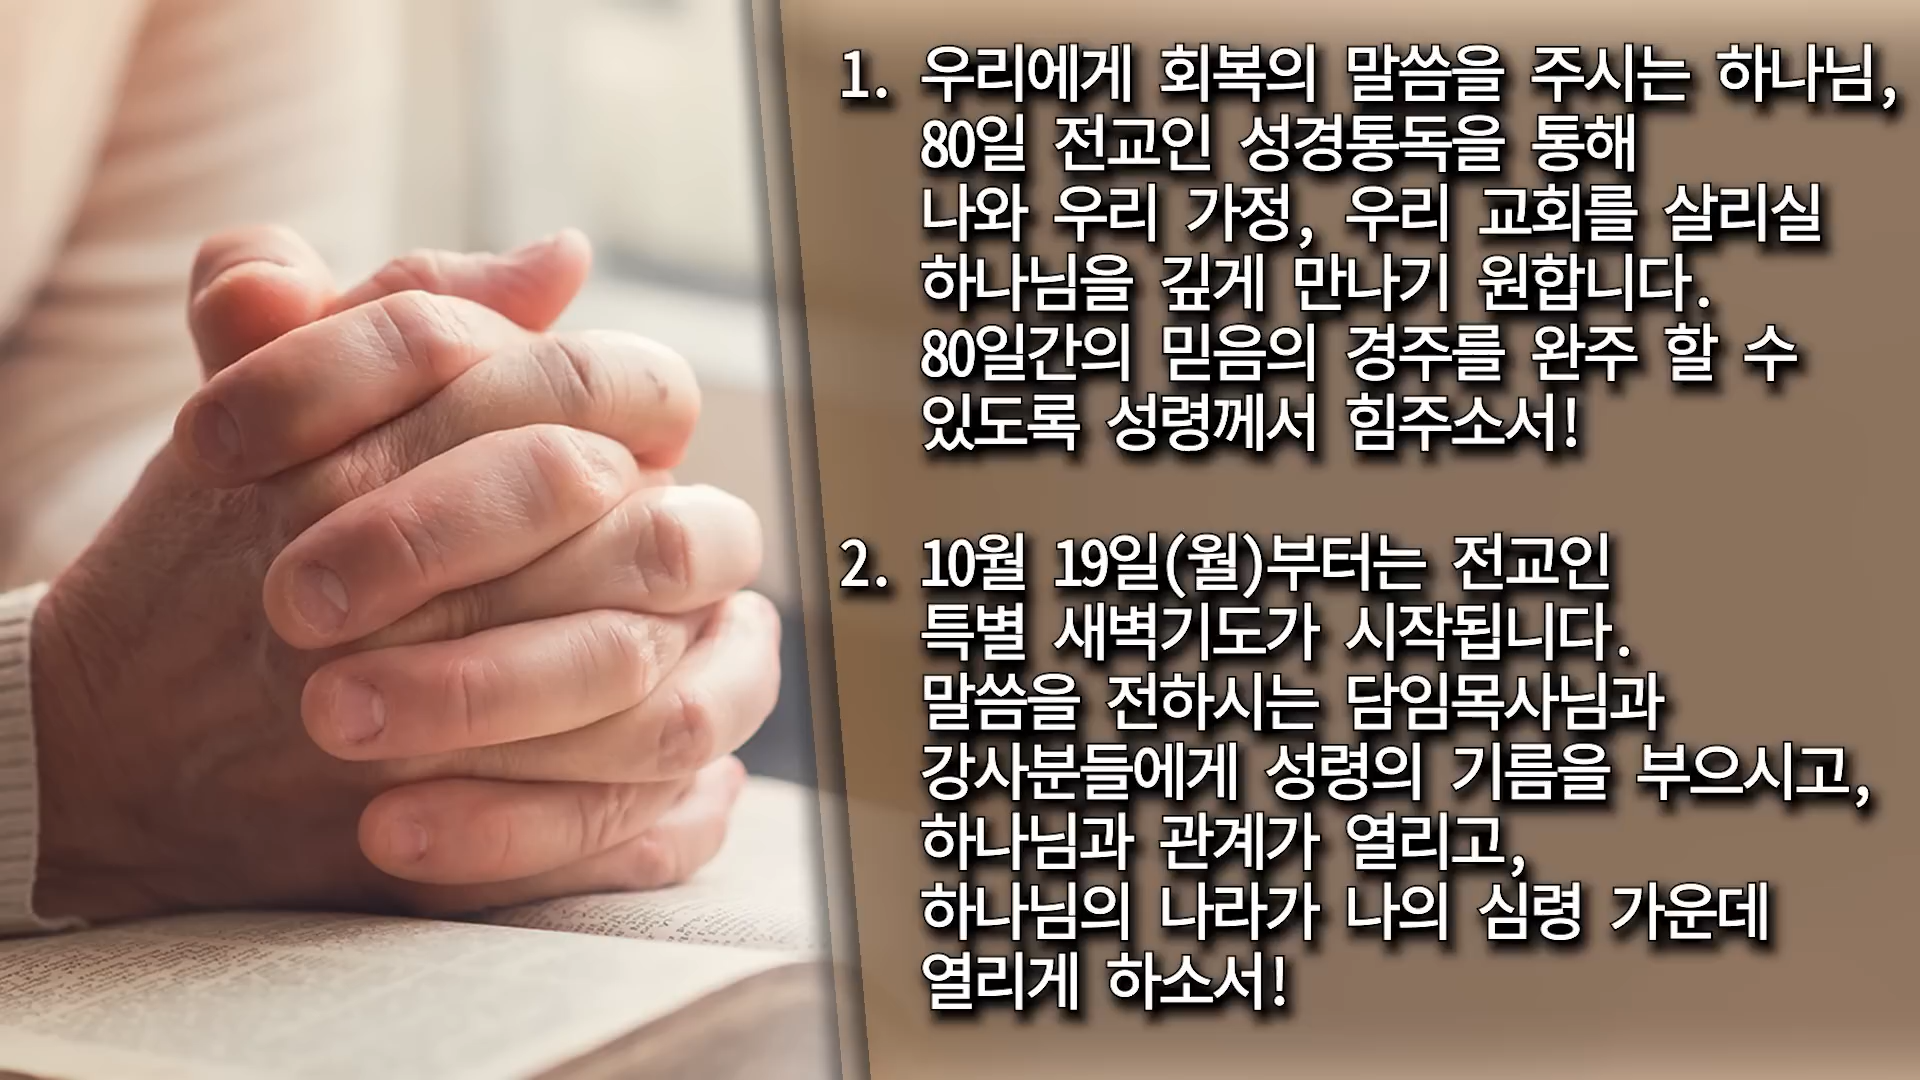 1. 우리에게 회복의 말씀을 주시는 하나님,
80일 전교인 성경통독을 통해
나와 우리 가정, 우리 교회를 살리실
하나님을 깊게 만나기 원합니다.
80일간의 믿음의 경주를 완주 할 수
있도록 성령께서 힘주소서!
2. 10월 19일(월)부터는 전교인
특별 새벽기도가 시작됩니다.
말씀을 전하시는 담임목사님과
강사분들에게 성령의 기름을 부으시고,
하나님과 관계가 열리고,
하나님의 나라가 나의 심령 가운데
열리게 하소서!